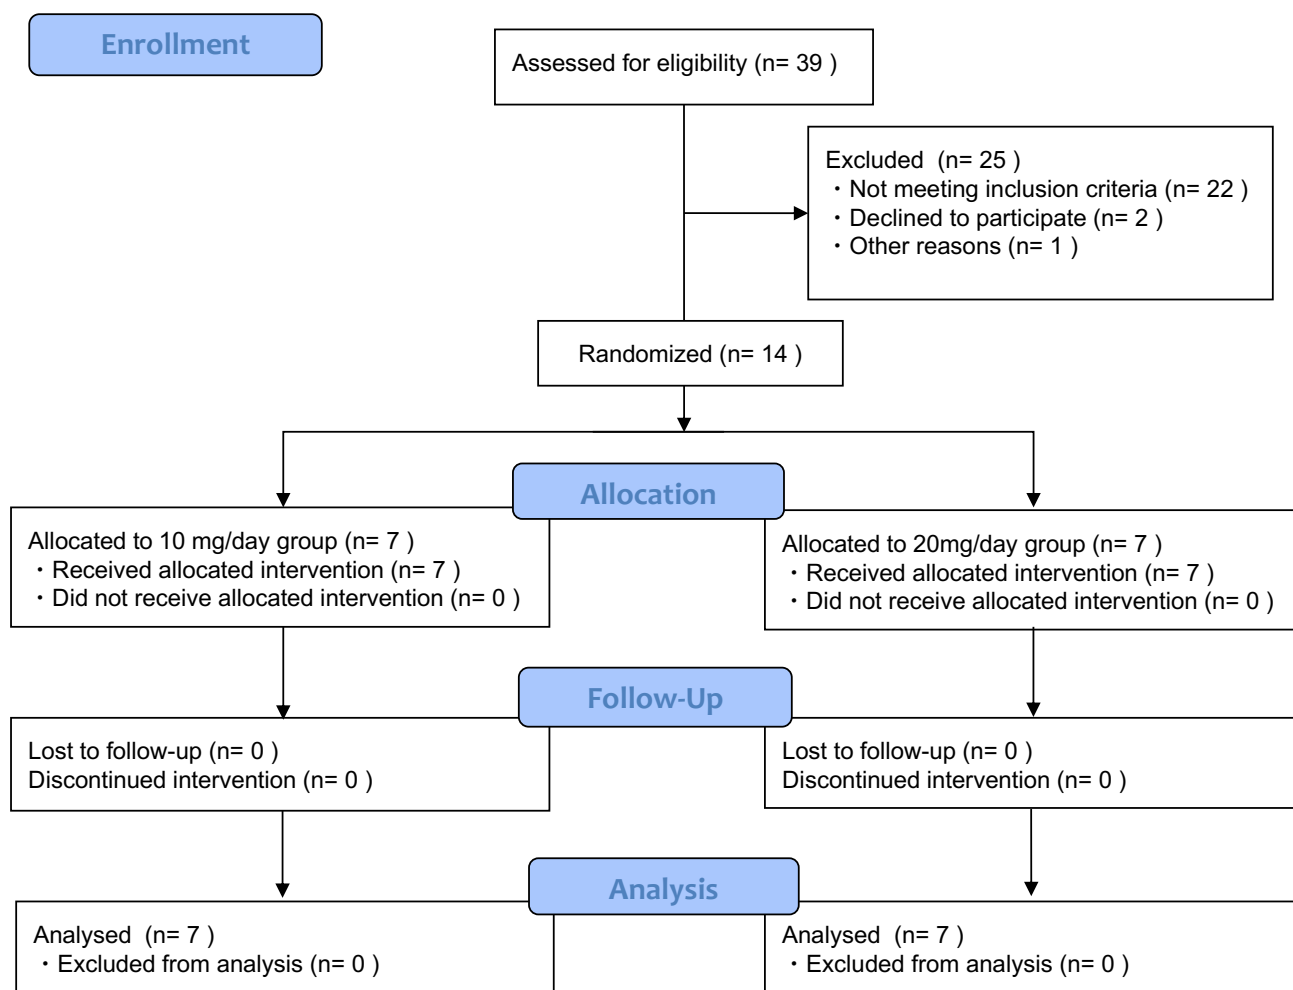 Enrollment
Assessed for eligibility (n= 39 )
Excluded  (n= 25 )
・Not meeting inclusion criteria (n= 22 )
・Declined to participate (n= 2 )
・Other reasons (n= 1 )
Randomized (n= 14 )
Allocation
Allocated to 10 mg/day group (n= 7 )
・Received allocated intervention (n= 7 )
・Did not receive allocated intervention (n= 0 )
Allocated to 20mg/day group (n= 7 )
・Received allocated intervention (n= 7 )
・Did not receive allocated intervention (n= 0 )
Follow-Up
Lost to follow-up (n= 0 )
Discontinued intervention (n= 0 )
Lost to follow-up (n= 0 )
Discontinued intervention (n= 0 )
Analysis
Analysed  (n= 7 )
・Excluded from analysis (n= 0 )
Analysed  (n= 7 )
・Excluded from analysis (n= 0 )